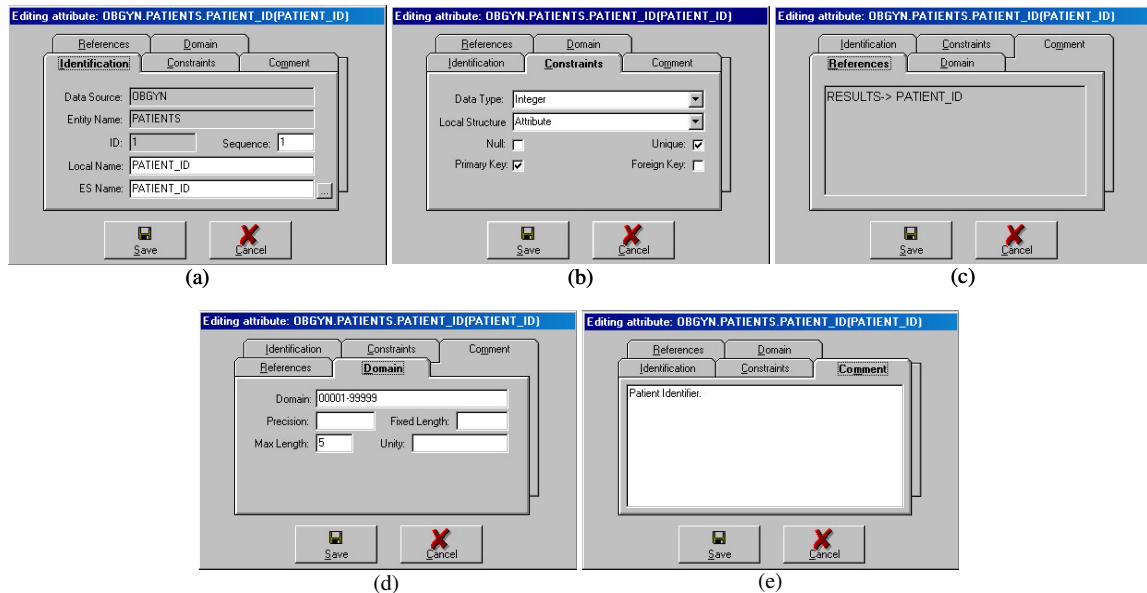 Editing attribute: OBGYN.PATIENTS.PATIENT_ID(PATIENT_ID)
References Domain
Identification Constraints Comment
Data Source: OBGYN
Entity Name: PATIENTS
ID: 1 Sequence: 1
Local Name: PATIENT_ID
ES Name: PATIENT_ID ...
Save Cancel
(a)
Editing attribute: OBGYN.PATIENTS.PATIENT_ID(PATIENT_ID)
References Domain
Identification Constraints Comment
Data Type: Integer
Local Structure Attribute
Null: Unique:
Primary Key: Foreign Key:
Save Cancel
(b)
Editing attribute: OBGYN.PATIENTS.PATIENT_ID(PATIENT_ID)
Identification Constraints Comment
References Domain
RESULTS-> PATIENT_ID
Save Cancel
(c)
Editing attribute: OBGYN.PATIENTS.PATIENT_ID(PATIENT_ID)
Identification Constraints Comment
References Domain
Domain: 00001-99999
Precision: Fixed Length:
Max Length: 5 Unity:
Save Cancel
(d)
Editing attribute: OBGYN.PATIENTS.PATIENT_ID(PATIENT_ID)
References Domain
Identification Constraints Comment
Patient Identifier.
Save Cancel
(e)